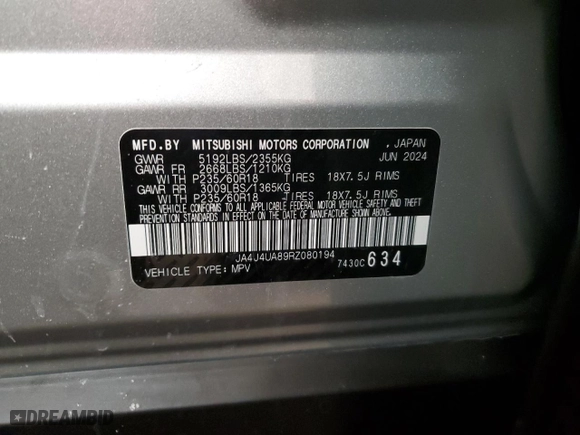 MFD.BY MITSUBISHI MOTORS CORPORATION , JAPAN
GVWR 5192LBS/2355KG JUN 2024
GAWR FR 2668LBS/1210KG
WITH P235/60R18 TIRES 18X7.5J RIMS
GAWR RR 3009LBS/1365KG
WITH P235/60R18 TIRES 18X7.5J RIMS
THIS VEHICLE CONFORMS TO ALL APPLICABLE FEDERAL MOTOR VEHICLE SAFETY AND THEFT
PREVENTION STANDARDS IN EFFECT ON THE DATE OF MANUFACTURE SHOWN ABOVE.
JA4J4UA89RZ080194
VEHICLE TYPE: MPV 7430C 634
DREAMBID